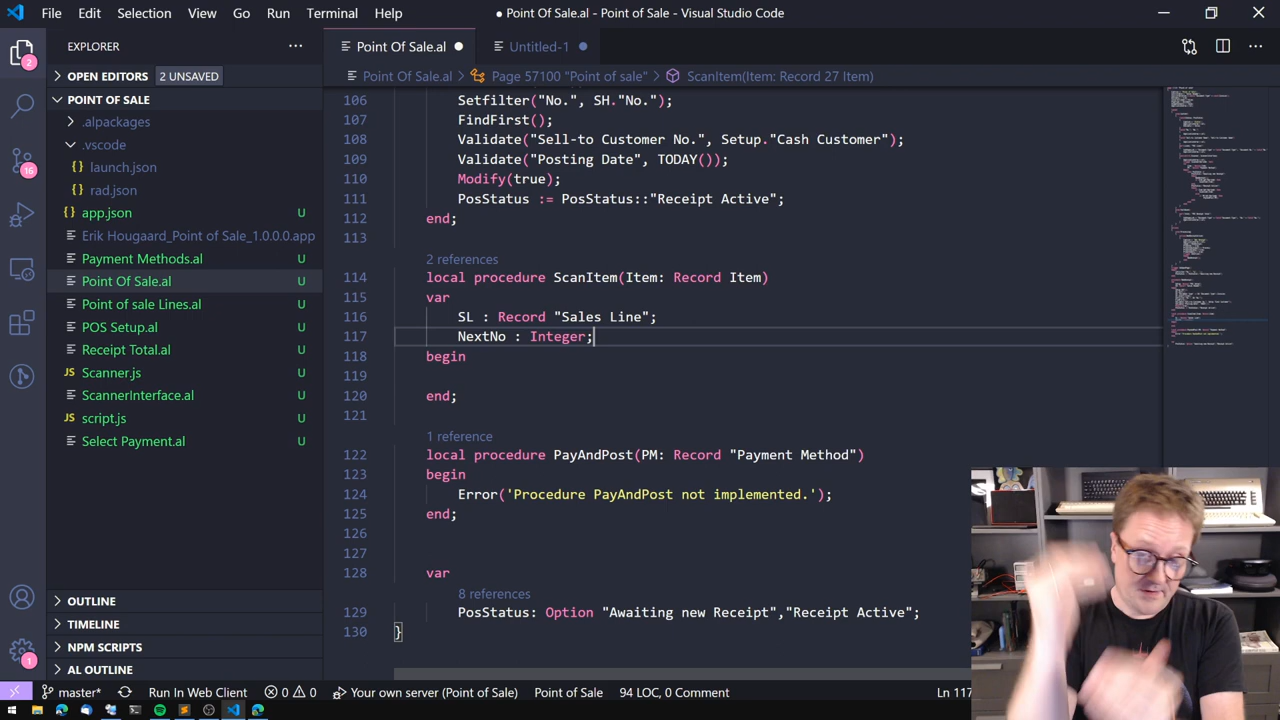 File Edit Selection View Go Run Terminal Help
Point Of Sale.al - Point of Sale - Visual Studio Code
EXPLORER
Point Of Sale.al
Untitled-1
OPEN EDITORS 2 UNSAVED
Point Of Sale.al > Page 57100 "Point of sale" > ScanItem(Item: Record 27 Item)
POINT OF SALE
.alpackages
.vscode
launch.json
rad.json
app.json U
Erik Hougaard_Point of Sale_1.0.0.0.app
Payment Methods.al U
Point Of Sale.al U
Point of sale Lines.al U
POS Setup.al U
Receipt Total.al U
Scanner.js U
ScannerInterface.al U
script.js U
Select Payment.al U
OUTLINE
TIMELINE
NPM SCRIPTS
AL OUTLINE
2
16
1
106 Setfilter("No.", SH."No.");
107 FindFirst();
108 Validate("Sell-to Customer No.", Setup."Cash Customer");
109 Validate("Posting Date", TODAY());
110 Modify(true);
111 PosStatus := PosStatus::"Receipt Active";
112 end;
113
2 references
114 local procedure ScanItem(Item: Record Item)
115 var
116 SL : Record "Sales Line";
117 NextNo : Integer;
118 begin
119
120 end;
121
1 reference
122 local procedure PayAndPost(PM: Record "Payment Method")
123 begin
124 Error('Procedure PayAndPost not implemented.');
125 end;
126
127
128 var
8 references
129 PosStatus: Option "Awaiting new Receipt","Receipt Active";
130 }
master* Run In Web Client 0 0 Your own server (Point of Sale) Point of Sale 94 LOC, 0 Comment Ln 117